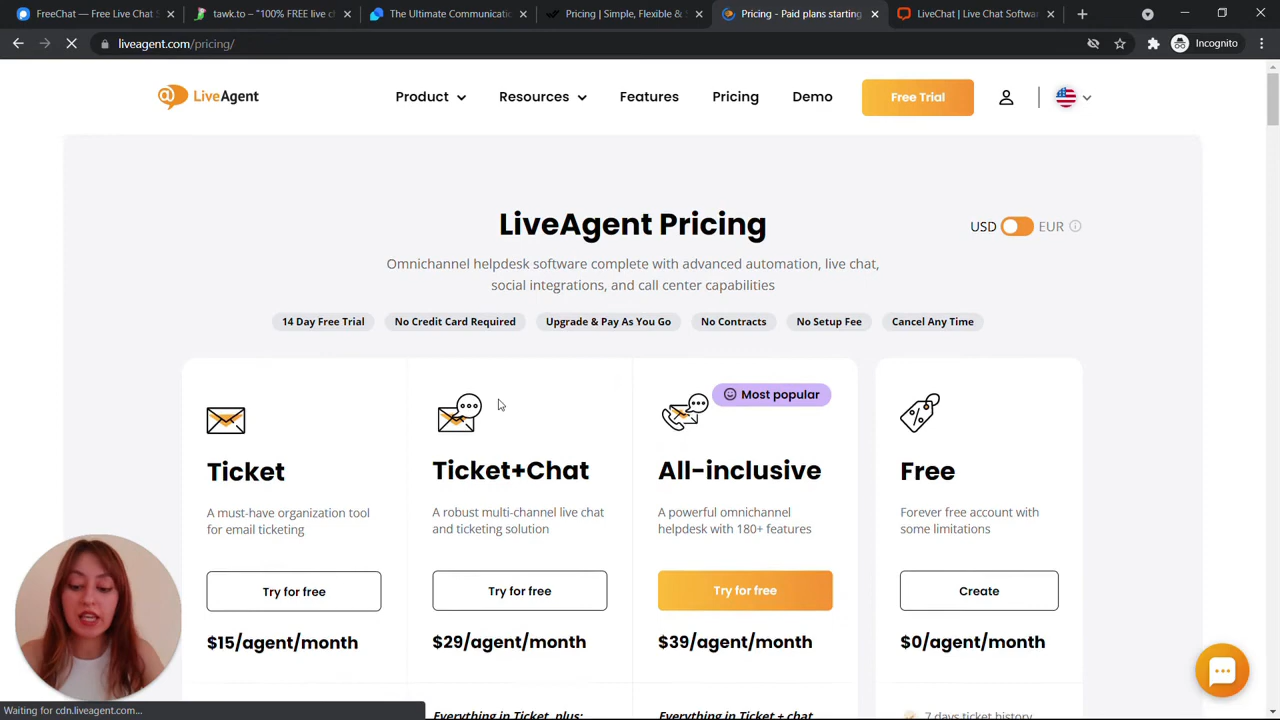 FreeChat — Free Live Chat S
tawk.to – "100% FREE live ch
The Ultimate Communicatio
Pricing | Simple, Flexible & S
Pricing - Paid plans starting
LiveChat | Live Chat Softwar
liveagent.com/pricing/
Incognito
LiveAgent
Product
Resources
Features
Pricing
Demo
Free Trial
LiveAgent Pricing
USD
EUR
Omnichannel helpdesk software complete with advanced automation, live chat,
social integrations, and call center capabilities
14 Day Free Trial
No Credit Card Required
Upgrade & Pay As You Go
No Contracts
No Setup Fee
Cancel Any Time
Ticket
A must-have organization tool
for email ticketing
Try for free
$15/agent/month
Ticket+Chat
A robust multi-channel live chat
and ticketing solution
Try for free
$29/agent/month
Everything in Ticket, plus:
Most popular
All-inclusive
A powerful omnichannel
helpdesk with 180+ features
Try for free
$39/agent/month
Everything in Ticket + chat
Free
Forever free account with
some limitations
Create
$0/agent/month
7 days ticket history
Waiting for cdn.liveagent.com...